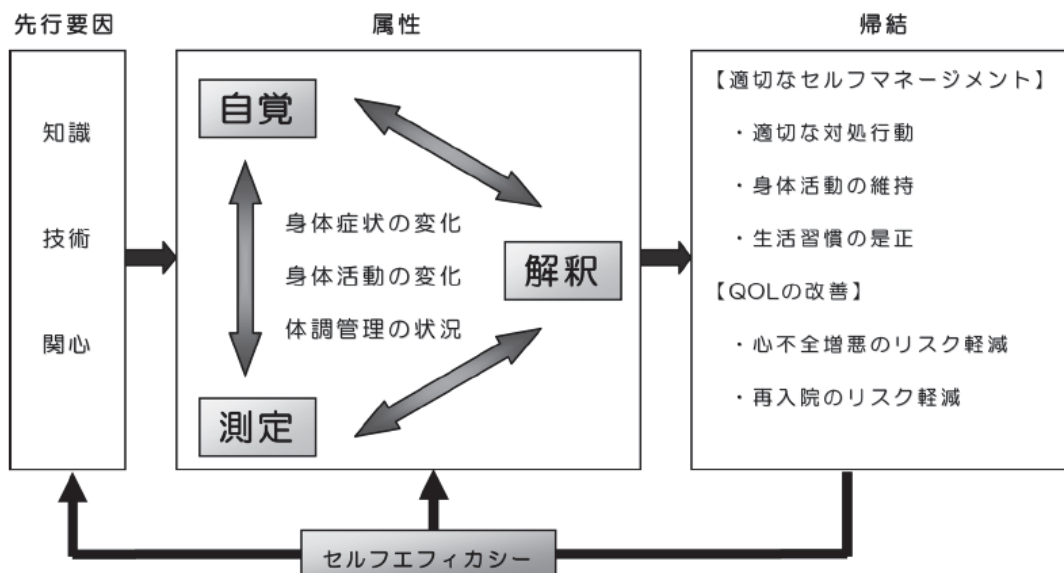 先行要因
知識
技術
関心
属性
自覚
身体症状の変化
身体活動の変化
体調管理の状況
解釈
測定
帰結
【適切なセルフマネージメント】
・適切な対処行動
・身体活動の維持
・生活習慣の是正
【QOLの改善】
・心不全増悪のリスク軽減
・再入院のリスク軽減
セルフエフィカシー